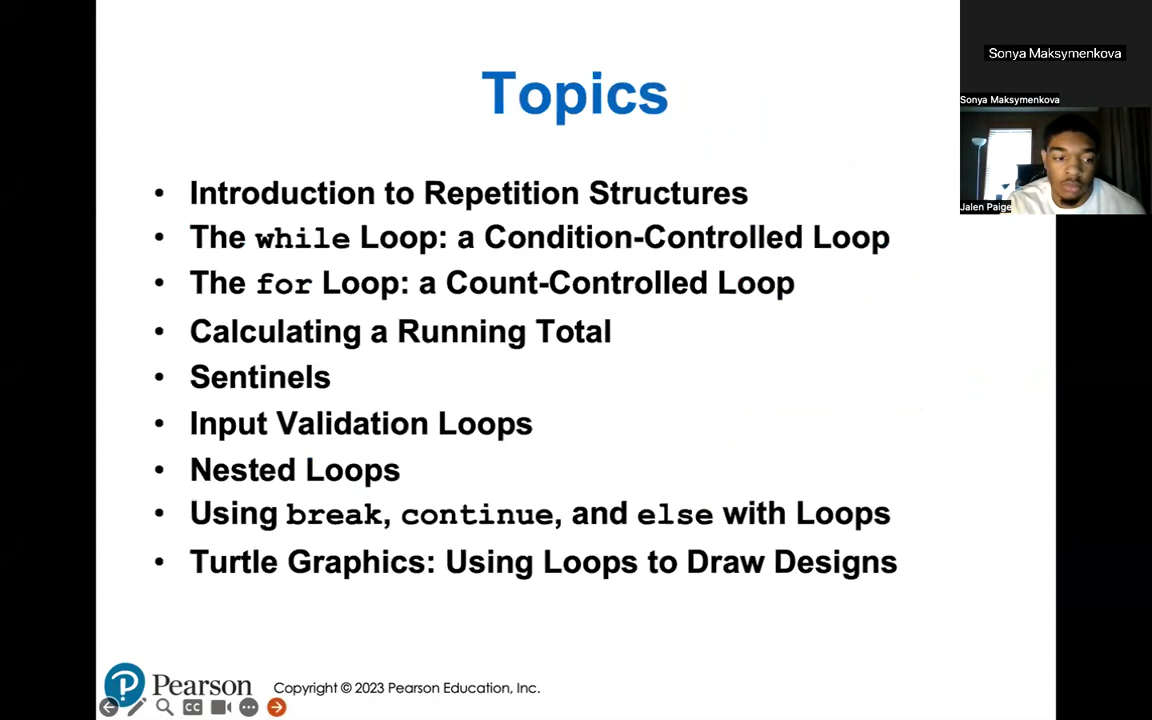 Topics
• Introduction to Repetition Structures
• The while Loop: a Condition-Controlled Loop
• The for Loop: a Count-Controlled Loop
• Calculating a Running Total
• Sentinels
• Input Validation Loops
• Nested Loops
• Using break, continue, and else with Loops
• Turtle Graphics: Using Loops to Draw Designs
P Pearson
Copyright © 2023 Pearson Education, Inc.
CC
Sonya Maksymenkova
Sonya Maksymenkova
Jalen Paige